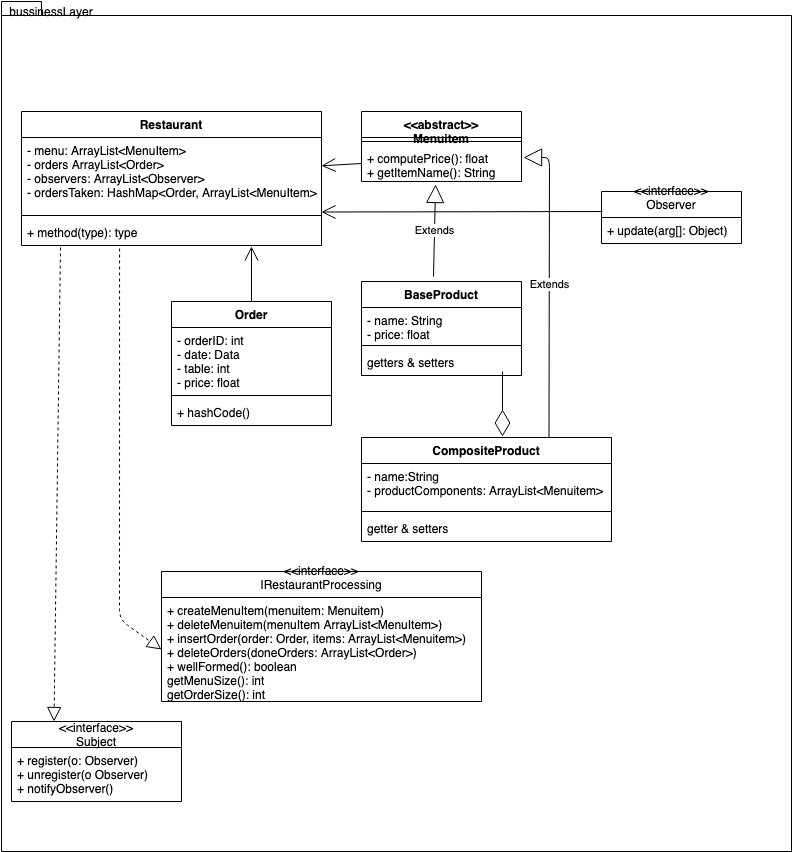 bussinessLayer
Restaurant
- menu: ArrayList<MenuItem>
- orders ArrayList<Order>
- observers: ArrayList<Observer>
- ordersTaken: HashMap<Order, ArrayList<MenuItem>
+ method(type): type
<<abstract>>
Menuitem
+ computePrice(): float
+ getItemName(): String
<<interface>>
Observer
+ update(arg[]: Object)
Extends
Extends
BaseProduct
- name: String
- price: float
getters & setters
Order
- orderID: int
- date: Data
- table: int
- price: float
+ hashCode()
CompositeProduct
- name:String
- productComponents: ArrayList<Menuitem>
getter & setters
<<interface>>
IRestaurantProcessing
+ createMenuItem(menuitem: Menuitem)
+ deleteMenuitem(menuItem ArrayList<MenuItem>)
+ insertOrder(order: Order, items: ArrayList<Menuitem>)
+ deleteOrders(doneOrders: ArrayList<Order>)
+ wellFormed(): boolean
getMenuSize(): int
getOrderSize(): int
<<interface>>
Subject
+ register(o: Observer)
+ unregister(o Observer)
+ notifyObserver()